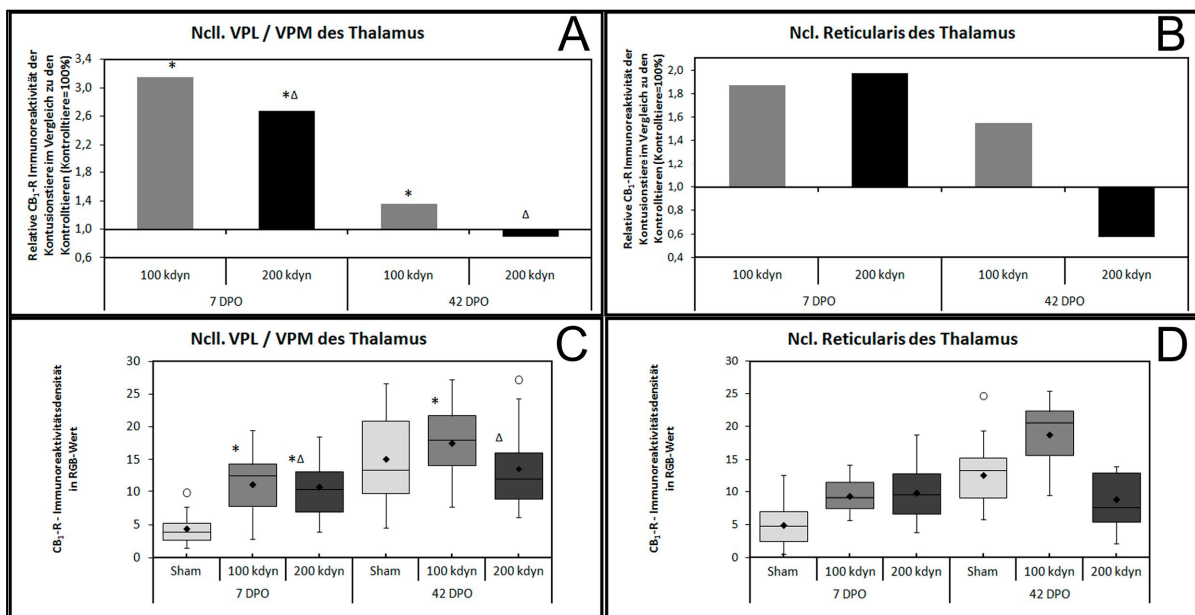 Ncll. VPL / VPM des Thalamus
A
Relative CB1-R Immunoreaktivität der
Kontusionstiere im Vergleich zu den
Kontrolltieren (Kontrolltiere=100%)
3,4
3,0
2,6
2,2
1,8
1,4
1,0
0,6
*
*Δ
*
Δ
100 kdyn
200 kdyn
100 kdyn
200 kdyn
7 DPO
42 DPO
Ncl. Reticularis des Thalamus
B
Relative CB1-R Immunoreaktivität der
Kontusionstiere im Vergleich zu den
Kontrolltieren (Kontrolltiere=100%)
2,0
1,8
1,6
1,4
1,2
1,0
0,8
0,6
0,4
100 kdyn
200 kdyn
100 kdyn
200 kdyn
7 DPO
42 DPO
Ncll. VPL / VPM des Thalamus
C
CB1-R - Immunoreaktivitätsdensität
in RGB-Wert
30
25
20
15
10
5
0
*
*Δ
*
Δ
Sham
100 kdyn
200 kdyn
Sham
100 kdyn
200 kdyn
7 DPO
42 DPO
Ncl. Reticularis des Thalamus
D
CB1-R - Immunoreaktivitätsdensität
in RGB-Wert
30
25
20
15
10
5
0
Sham
100 kdyn
200 kdyn
Sham
100 kdyn
200 kdyn
7 DPO
42 DPO